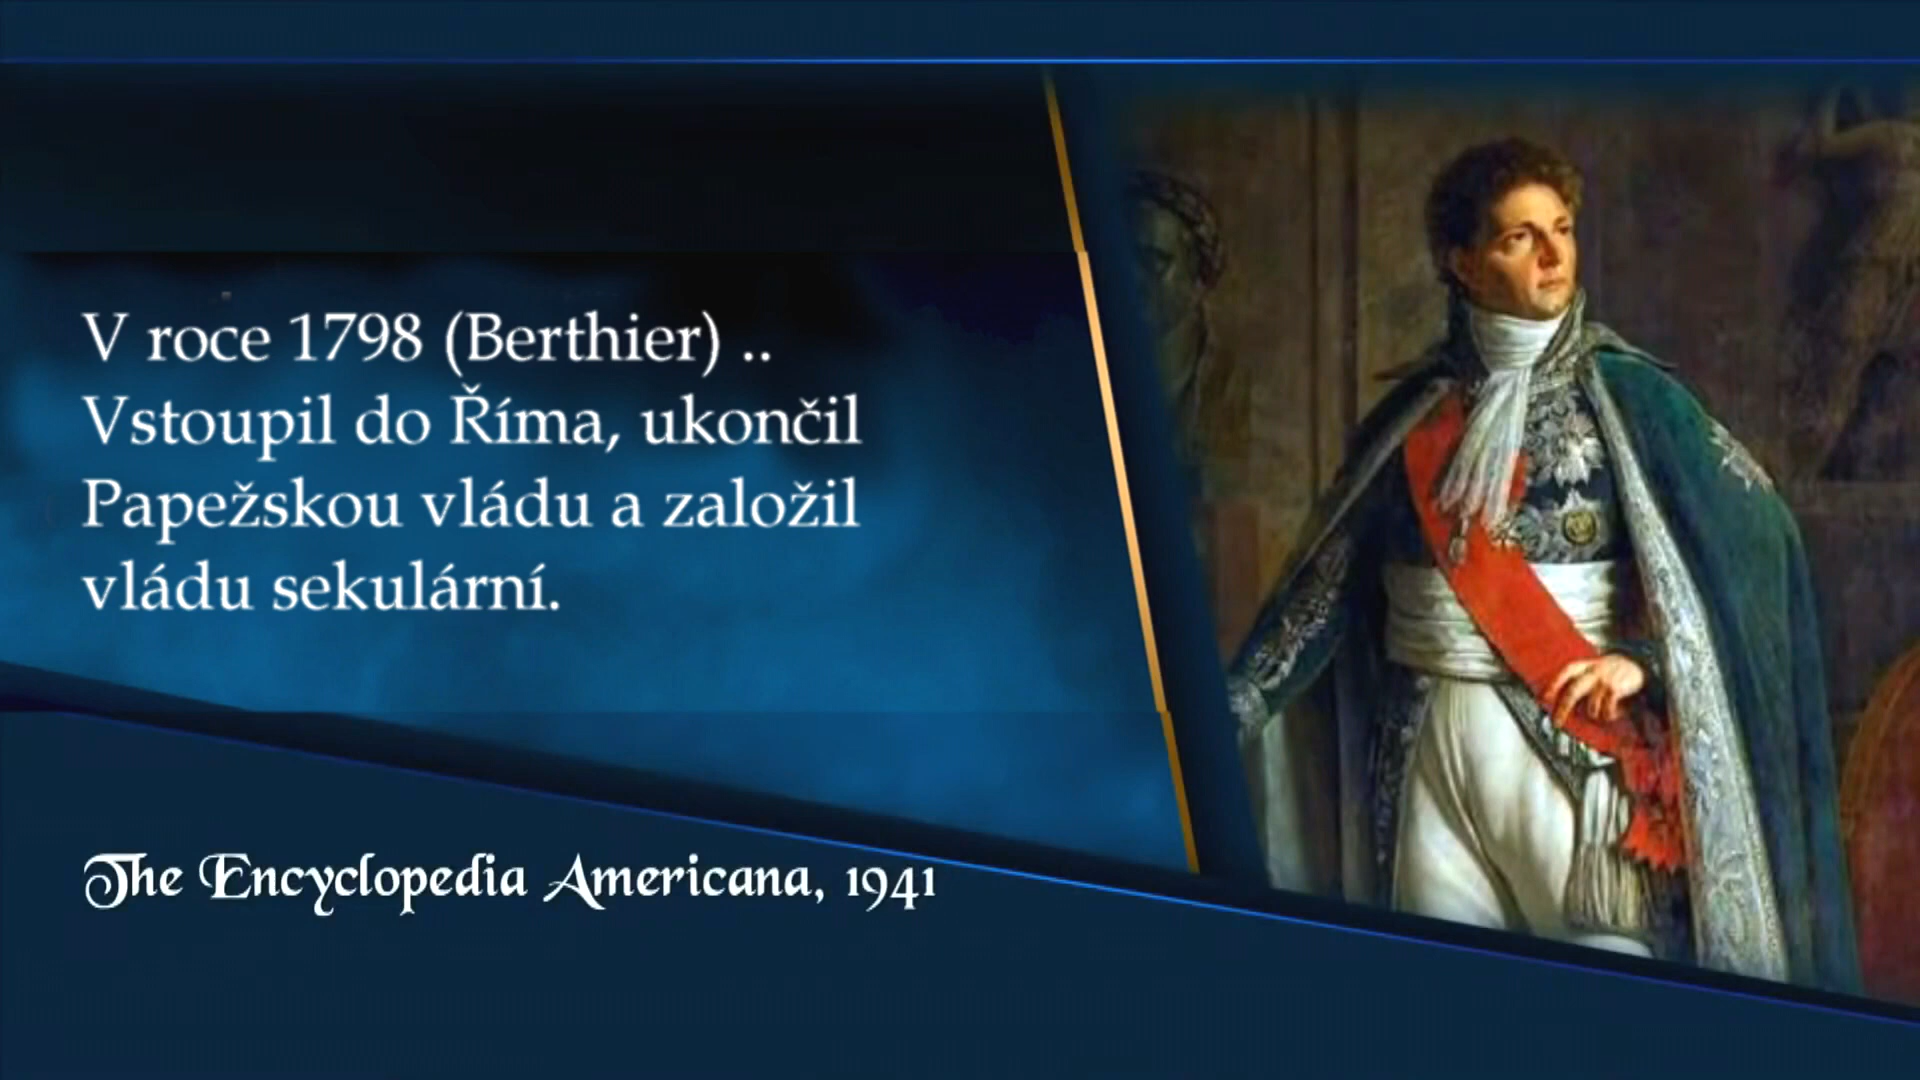 V roce 1798 (Berthier) ..
Vstoupil do Říma, ukončil
Papežskou vládu a založil
vládu sekulární.
The Encyclopedia Americana, 1941